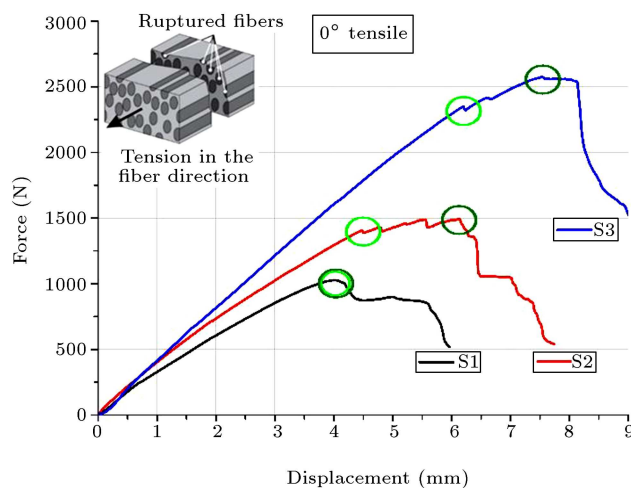 Ruptured fibers
0° tensile
Tension in the
fiber direction
Force (N)
3000
2500
2000
1500
1000
500
0
S3
S1
S2
0 1 2 3 4 5 6 7 8 9
Displacement (mm)